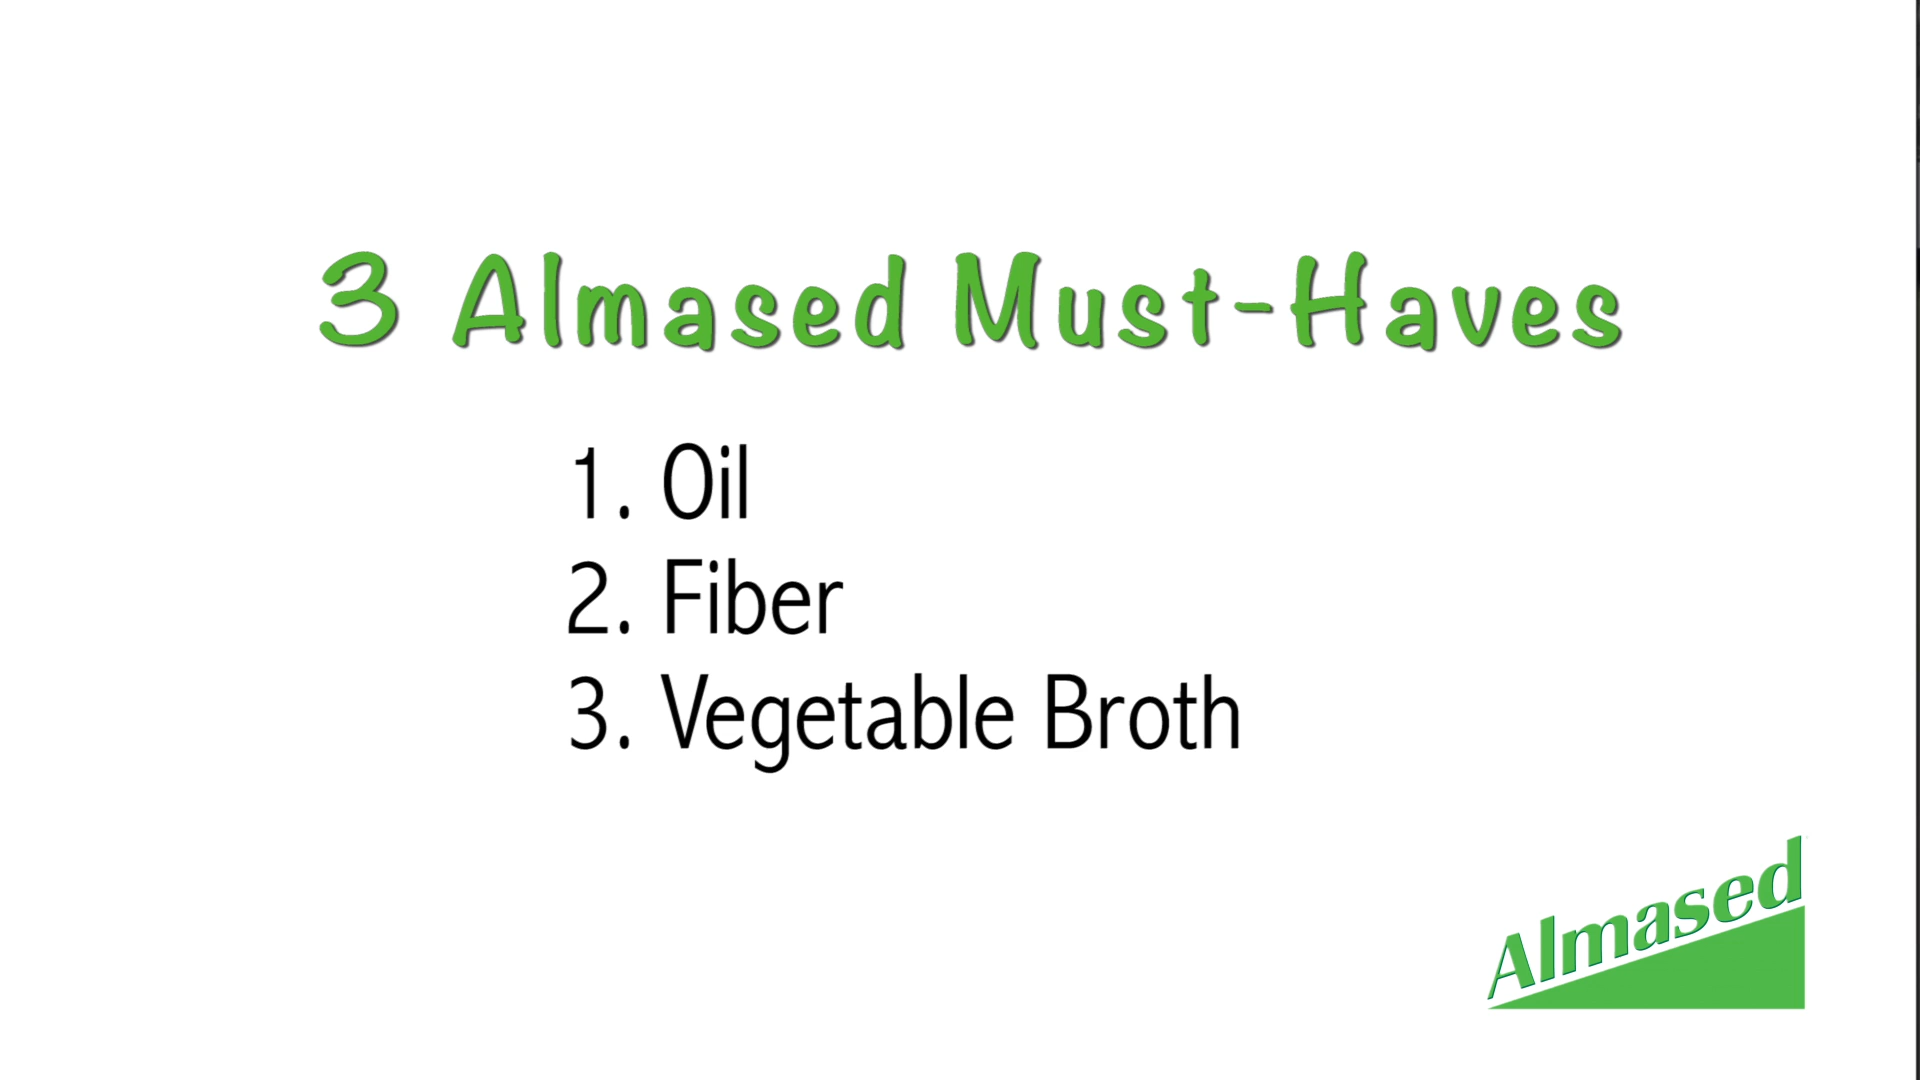 3 Almased Must-Haves
1. Oil
2. Fiber
3. Vegetable Broth
Almased